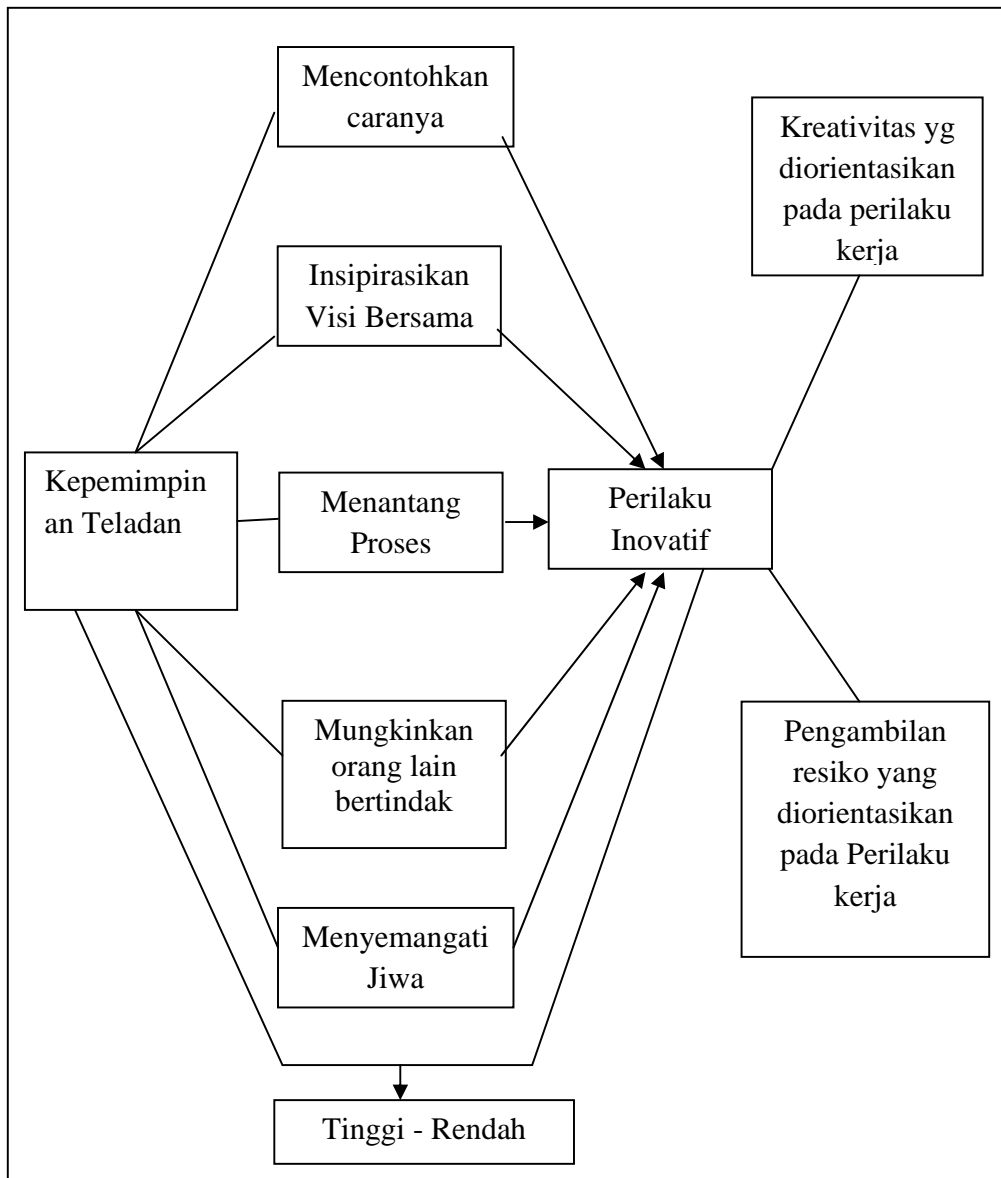 Mencontohkan
caranya
Kreativitas yg
diorientasikan
pada perilaku
kerja
Insipirasikan
Visi Bersama
Kepemimpin
an Teladan
Menantang
Proses
Perilaku
Inovatif
Mungkinkan
orang lain
bertindak
Pengambilan
resiko yang
diorientasikan
pada Perilaku
kerja
Menyemangati
Jiwa
Tinggi - Rendah